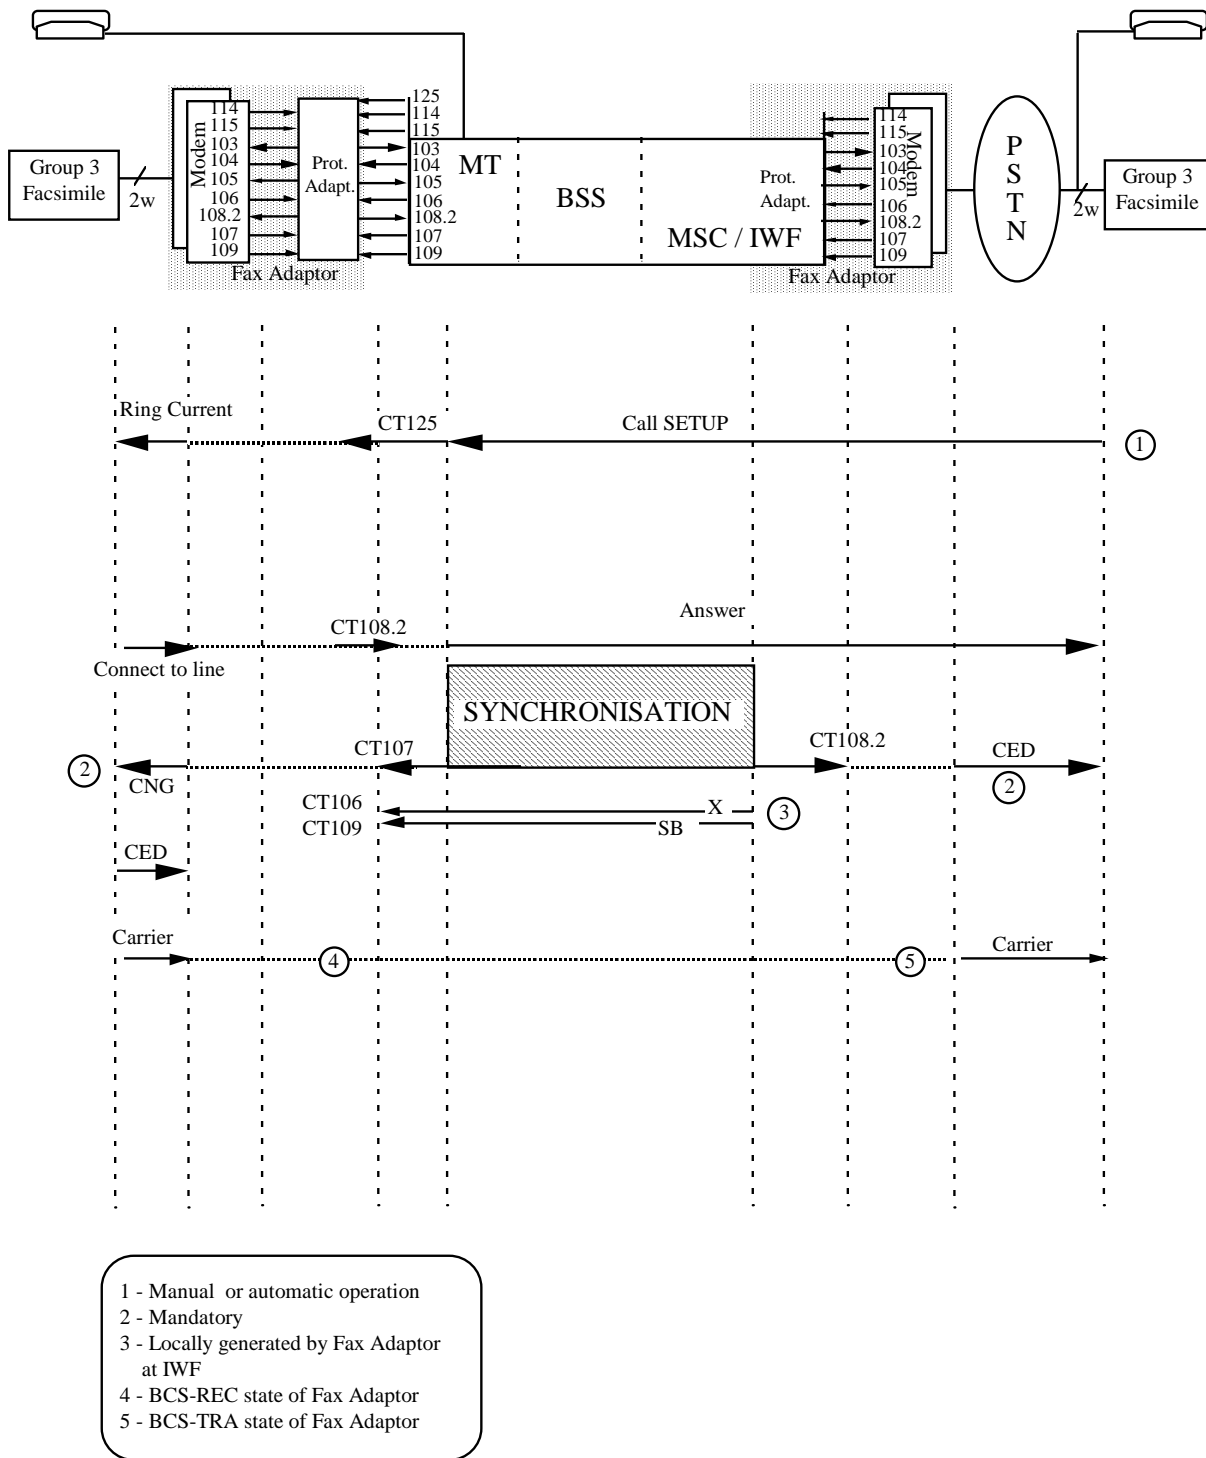 Group 3
Facsimile
2w
Modem
114
115
103
104
105
106
108.2
107
109
Fax Adaptor
Prot.
Adapt.
125
114
115
103
104
105
106
108.2
107
109
MT
BSS
MSC / IWF
Prot.
Adapt.
Fax Adaptor
114
115
103
104
105
106
108.2
107
109
Modem
PSTN
2w
Group 3
Facsimile
Ring Current
CT125
Call SETUP
1
CT108.2
Answer
Connect to line
SYNCHRONISATION
2
CNG
CT107
CT108.2
CED
2
CT106
X
3
CT109
SB
CED
Carrier
4
5
Carrier
1 - Manual or automatic operation
2 - Mandatory
3 - Locally generated by Fax Adaptor
at IWF
4 - BCS-REC state of Fax Adaptor
5 - BCS-TRA state of Fax Adaptor